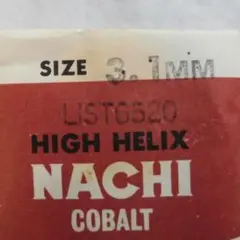 SIZE 3.1MM
LIST6520
HIGH HELIX
NACHI
COBALT